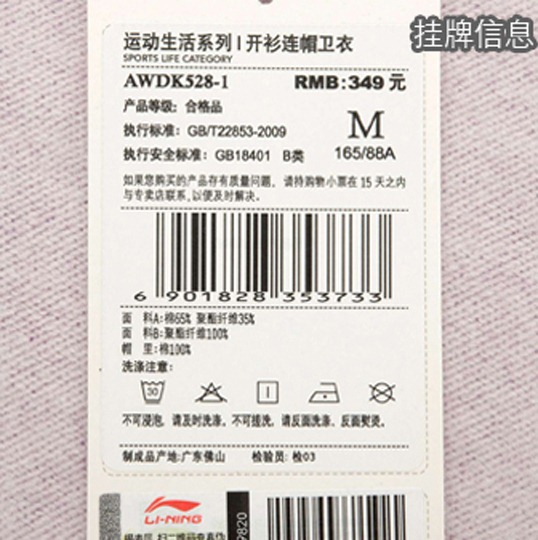 挂牌信息
运动生活系列 | 开衫连帽卫衣
SPORTS LIFE CATEGORY
AWDK528-1 RMB:349 元
产品等级: 合格品
执行标准: GB/T22853-2009 M
执行安全标准: GB18401 B类 165/88A
如果您购买的产品存有质量问题, 请持购物小票在 15 天之内
与专卖店联系,以便及时解决。
6 901828 353733
面 料A:棉65% 聚酯纤维35%
面 料B:聚酯纤维100%
帽 里:棉100%
洗涤注意:
30
不可浸泡, 请及时洗涤, 不可搓洗, 请反面洗涤、反面熨烫。
制成品产地:广东佛山 检验员: 检03
LI-NING
9820